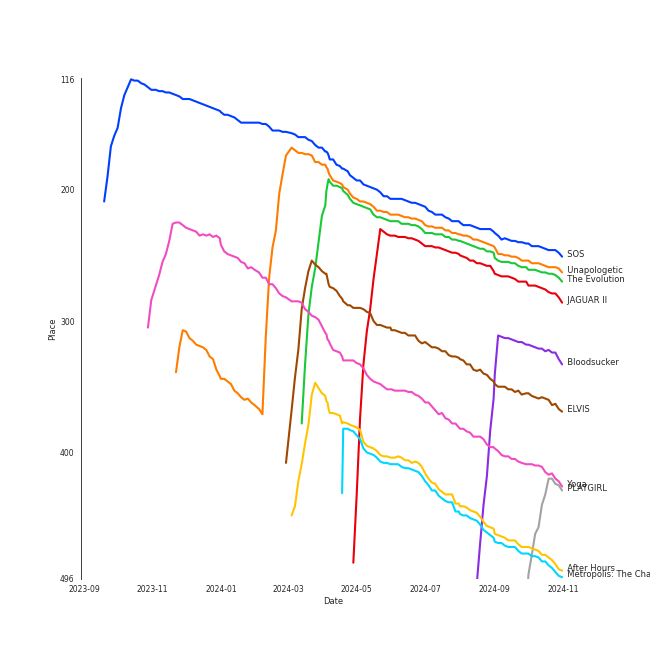 116
200
300
400
496
Place
2023-09
2023-11
2024-01
2024-03
2024-05
2024-07
2024-09
2024-11
Date
SOS
Unapologetic
The Evolution
JAGUAR II
Bloodsucker
ELVIS
Yoga
PLAYGIRL
After Hours
Metropolis: The Cha